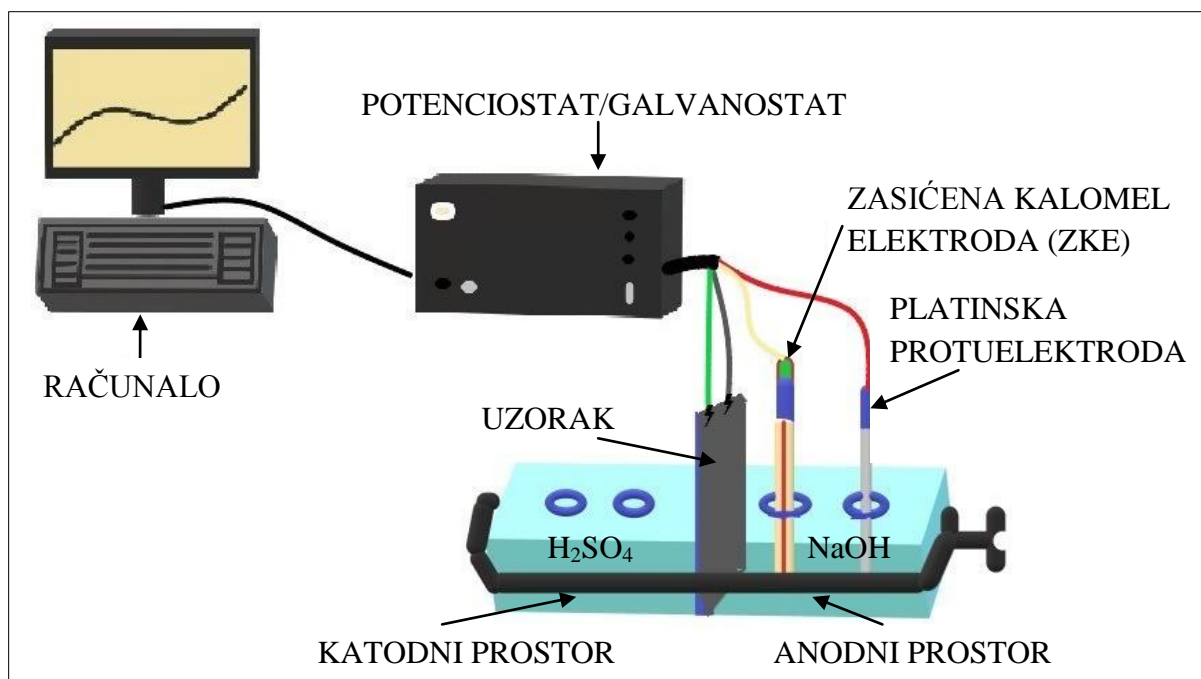 POTENCIOSTAT/GALVANOSTAT
ZASIĆENA KALOMEL
ELEKTRODA (ZKE)
PLATINSKA
PROTUELEKTRODA
RAČUNALO
UZORAK
H₂SO₄
NaOH
KATODNI PROSTOR
ANODNI PROSTOR